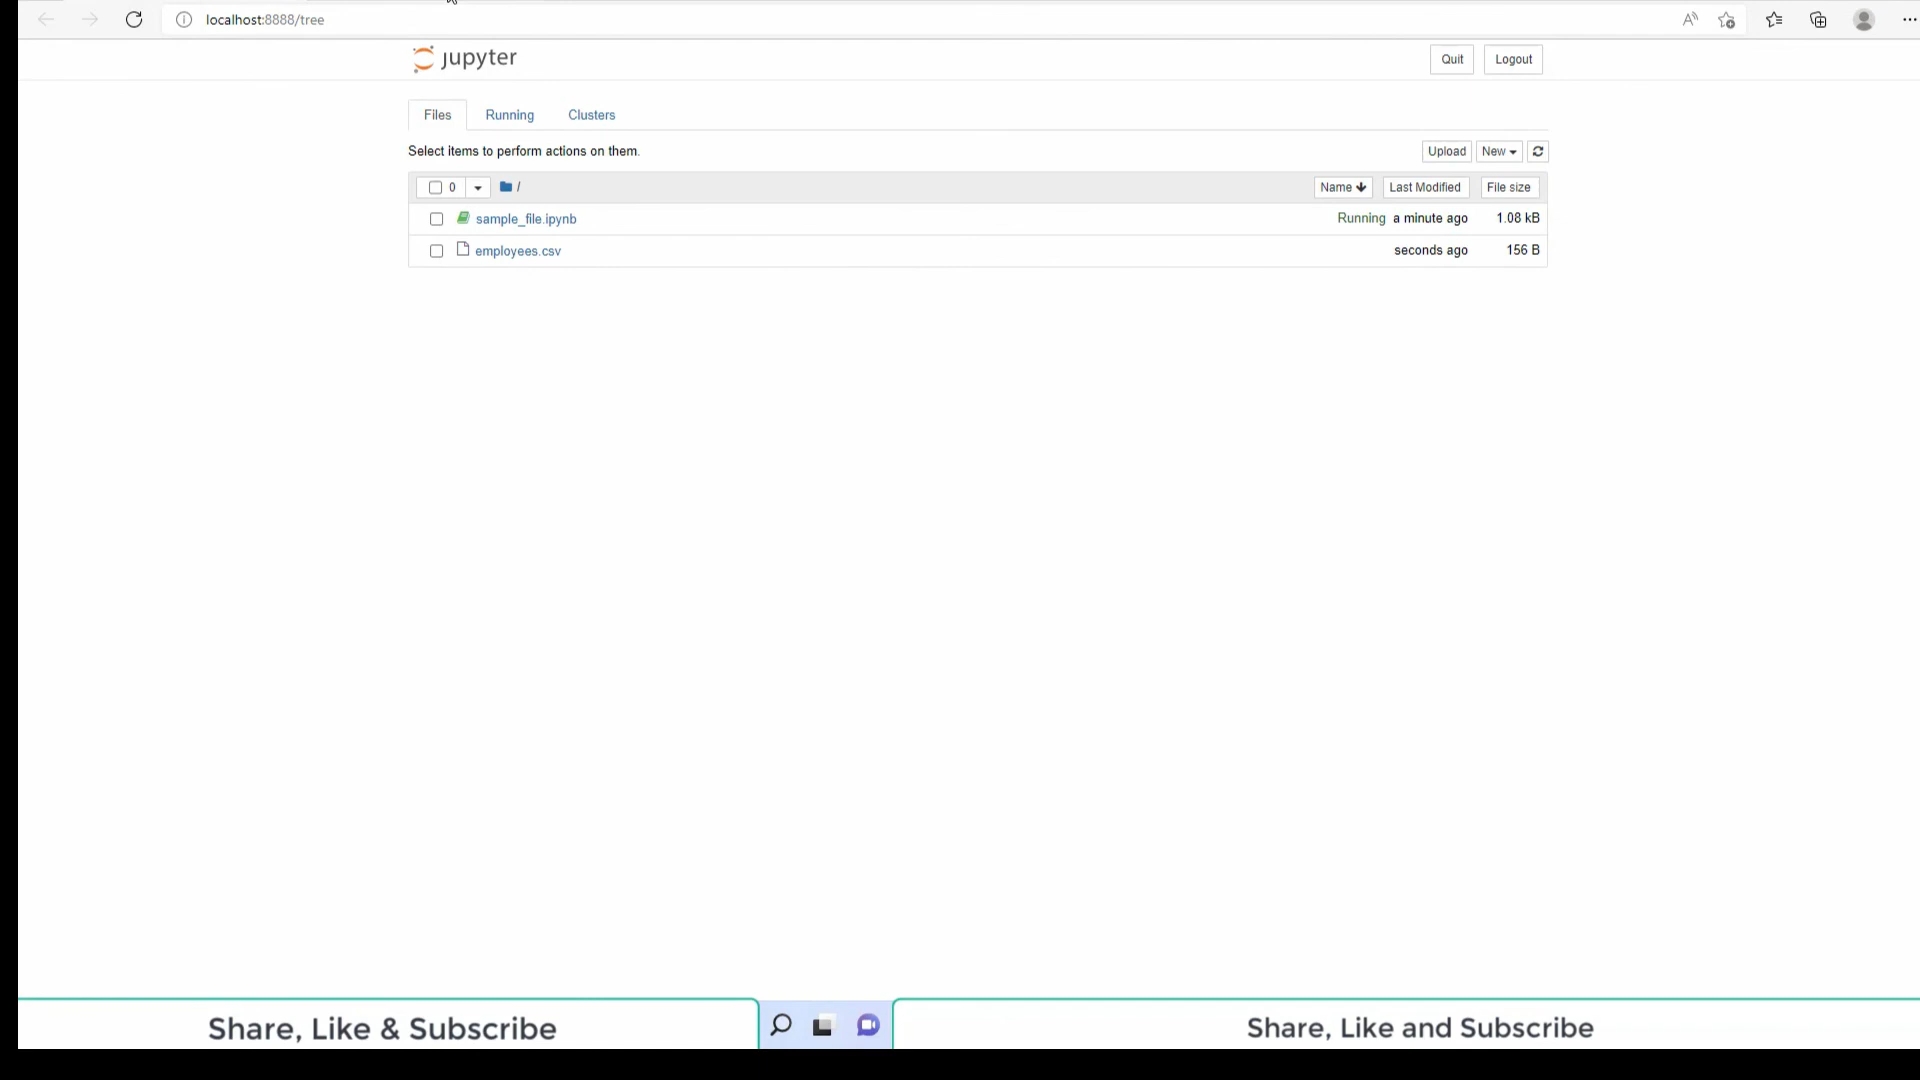 localhost:8888/tree
jupyter
Quit
Logout
Files
Running
Clusters
Select items to perform actions on them.
Upload
New
0
/
Name
Last Modified
File size
sample_file.ipynb
Running a minute ago
1.08 kB
employees.csv
seconds ago
156 B
Share, Like & Subscribe
Share, Like and Subscribe